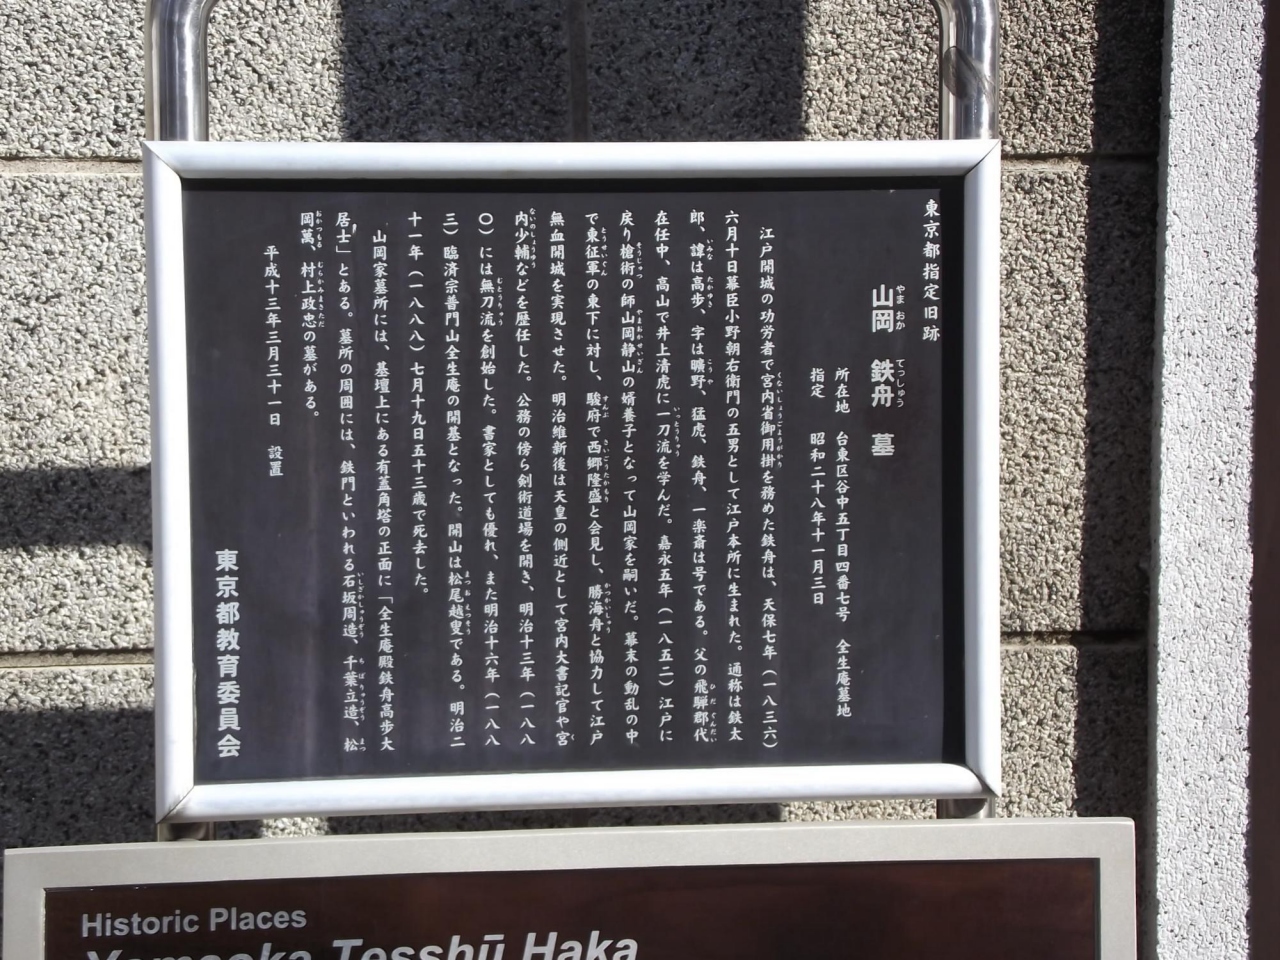 東京都指定旧跡
山岡 鉄舟 墓
所在地 台東区谷中五丁目四番七号 全生庵墓地
指定 昭和二十八年十一月三日
江戸開城の功労者で宮内省御用掛を務めた鉄舟は、天保七年(一八三六)
六月十日幕臣小野朝右衛門の五男として江戸本所に生まれた。通称は鉄太
郎、諱は高歩、字は曠野、猛虎、鉄舟、一楽斎は号である。父の飛騨郡代
在任中、高山で井上清虎に一刀流を学んだ。嘉永五年(一八五二)江戸に
戻り槍術の師山岡静山の婿養子となって山岡家を嗣いだ。幕末の動乱の中
で東征軍の東下に対し、駿府で西郷隆盛と会見し、勝海舟と協力して江戸
無血開城を実現させた。明治維新後は天皇の側近として宮内大書記官や宮
内少輔などを歴任した。公務の傍ら剣術道場を開き、明治十三年(一八八
〇)には無刀流を創始した。書家としても優れ、また明治十六年(一八八
三)臨済宗普門山全生庵の開基となった。開山は松尾越叟である。明治二
十一年(一八八八)七月十九日五十三歳で死去した。
山岡家墓所には、基壇上にある有蓋角塔の正面に「全生庵殿鉄舟高歩大
居士」とある。墓所の周囲には、鉄門といわれる石坂周造、千葉立造、松
岡萬、村上政忠の墓がある。
平成十三年三月三十一日 設置
東京都教育委員会
Historic Places
Yamaoka Tesshū Haka